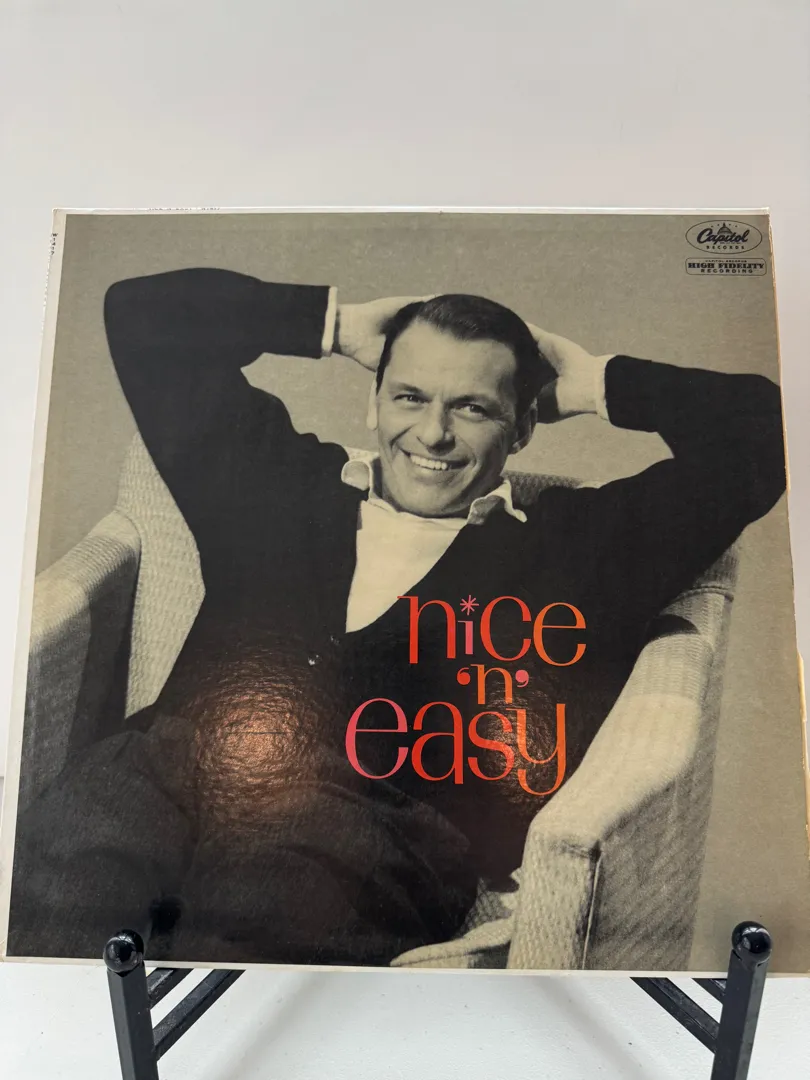 Capitol
RECORDS
HIGH FIDELITY
RECORDING
nice
‘n’
easy